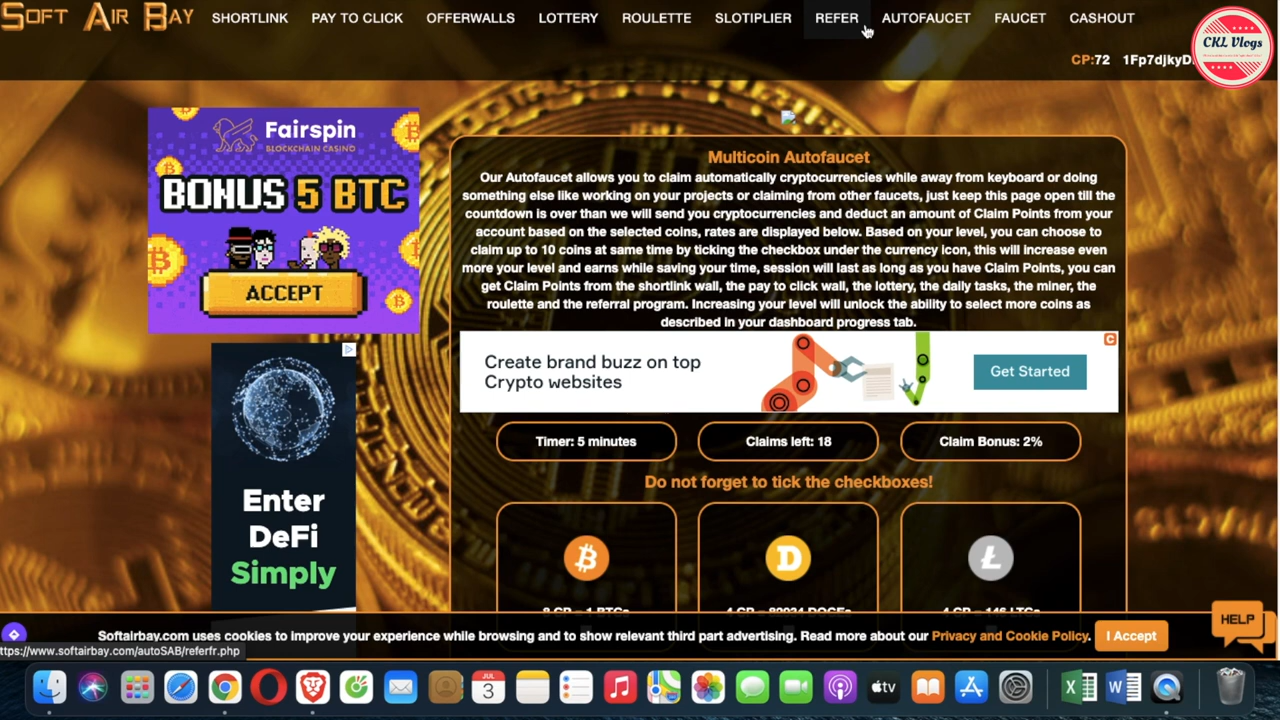 SOFT AIR BAY
SHORTLINK
PAY TO CLICK
OFFERWALLS
LOTTERY
ROULETTE
SLOTIPLIER
REFER
AUTOFAUCET
FAUCET
CASHOUT
CP:72
CKL Vlogs
Fairspin
BLOCKCHAIN CASINO
BONUS 5 BTC
ACCEPT
Enter
DeFi
Simply
Multicoin Autofaucet
Our Autofaucet allows you to claim automatically cryptocurrencies while away from keyboard or doing
something else like working on your projects or claiming from other faucets, just keep this page open till the
countdown is over than we will send you cryptocurrencies and deduct an amount of Claim Points from your
account based on the selected coins, rates are displayed below. Based on your level, you can choose to
claim up to 10 coins at same time by ticking the checkbox under the currency icon, this will increase even
more your level and earns while saving your time, session will last as long as you have Claim Points, you can
get Claim Points from the shortlink wall, the pay to click wall, the lottery, the daily tasks, the miner, the
roulette and the referral program. Increasing your level will unlock the ability to select more coins as
described in your dashboard progress tab.
Create brand buzz on top
Crypto websites
Get Started
Timer: 5 minutes
Claims left: 18
Claim Bonus: 2%
Do not forget to tick the checkboxes!
Softairbay.com uses cookies to improve your experience while browsing and to show relevant third part advertising. Read more about our Privacy and Cookie Policy.
I Accept
HELP
ttps://www.softairbay.com/autoSAB/referfr.php
JUL
3
tv